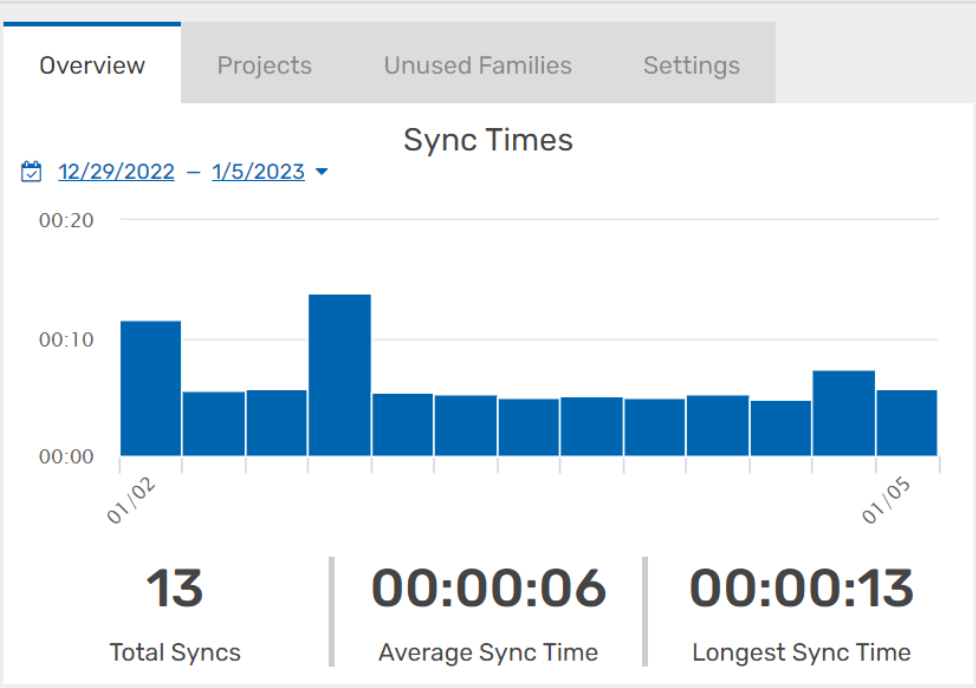 Overview Projects Unused Families Settings
Sync Times
12/29/2022 – 1/5/2023
00:20
00:10
00:00
01/02 01/05
13 00:00:06 00:00:13
Total Syncs Average Sync Time Longest Sync Time